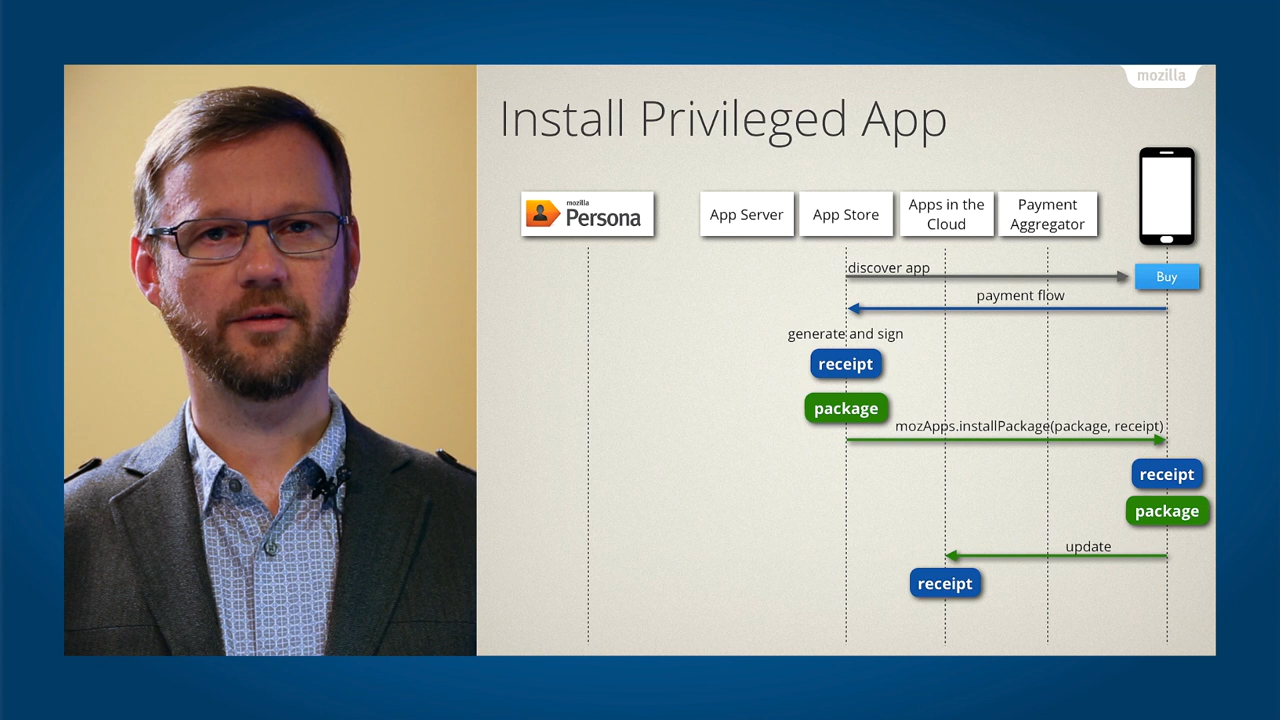 mozilla
Install Privileged App
mozilla
Persona
App Server
App Store
Apps in the
Cloud
Payment
Aggregator
discover app
Buy
payment flow
generate and sign
receipt
package
mozApps.installPackage(package, receipt)
receipt
package
update
receipt